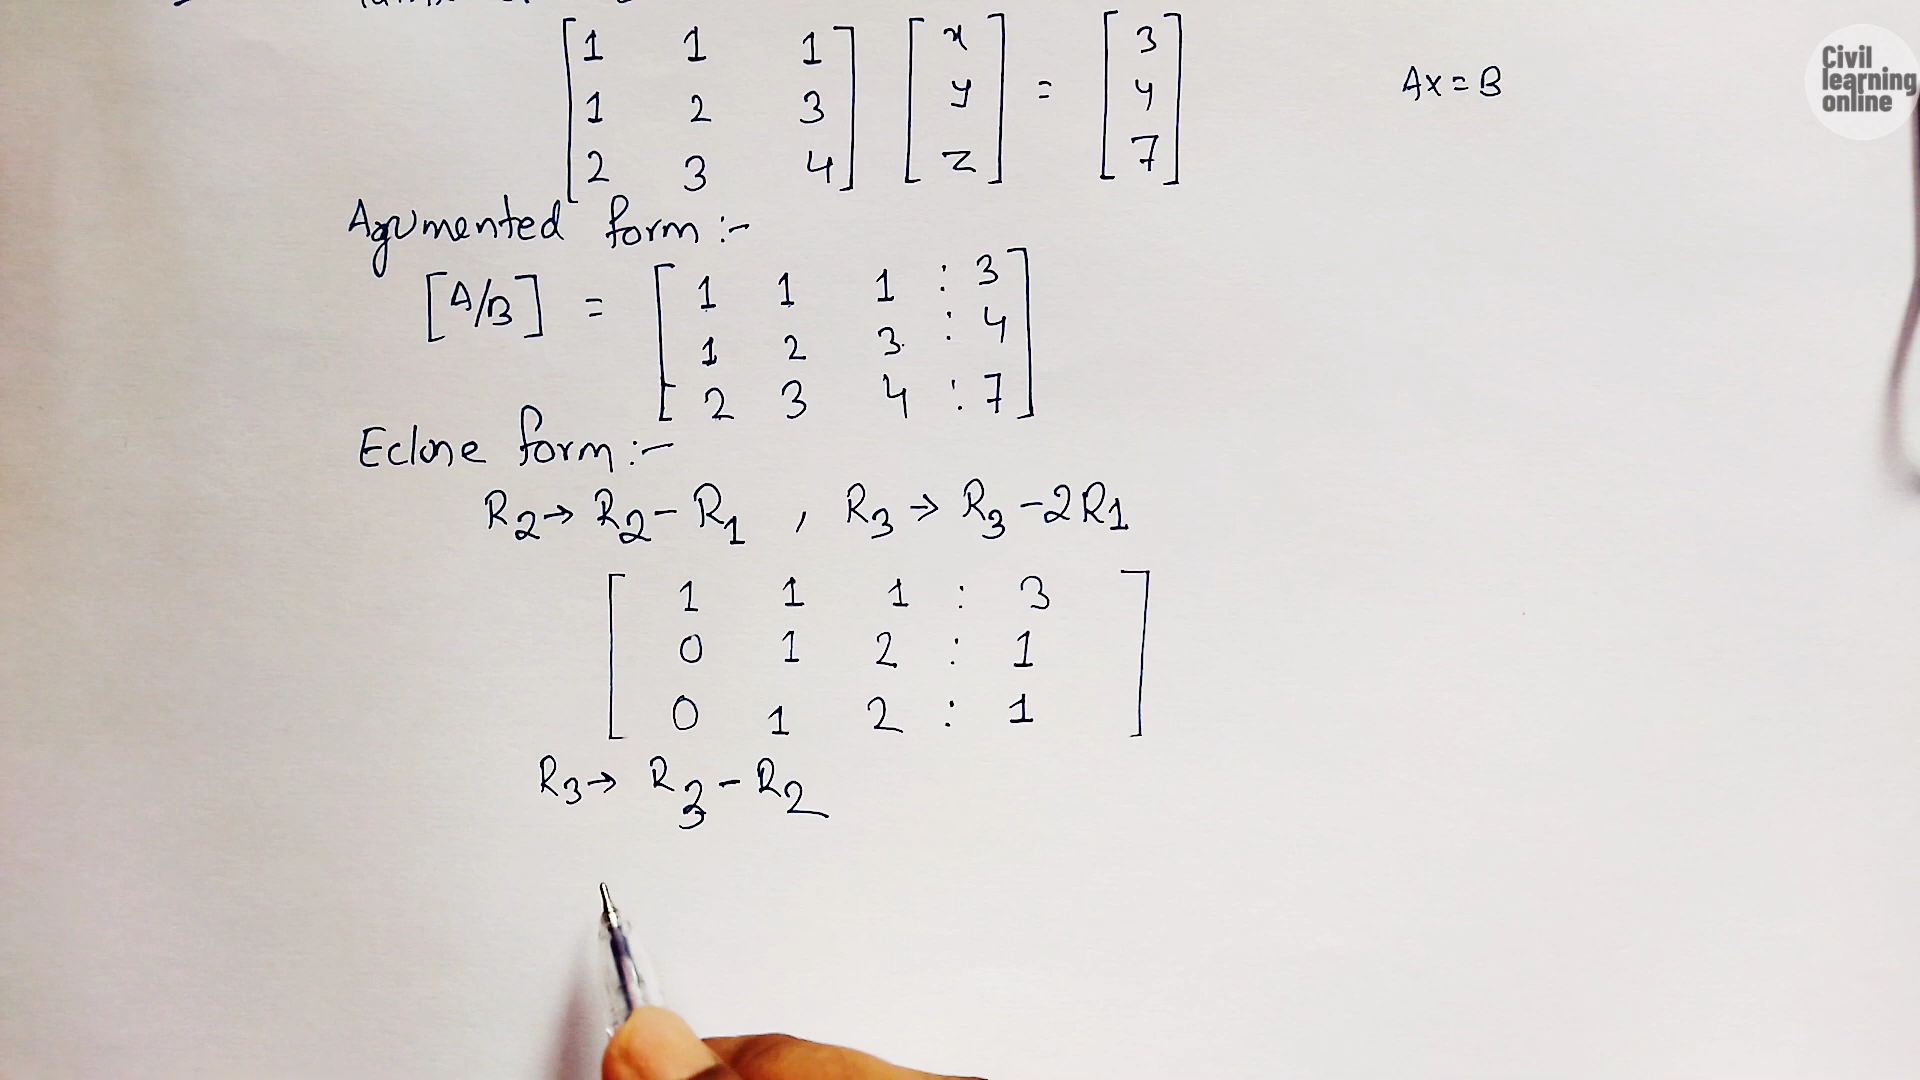 [1 1 1] [x] = [3]
[1 2 3] [y] [4] Ax = B
[2 3 4] [z] [7]
Agumented form :-
[A/B] = [1 1 1 : 3]
[1 2 3 : 4]
[2 3 4 : 7]
Eclone form :-
R2 → R2 - R1 , R3 → R3 - 2R1
[1 1 1 : 3]
[0 1 2 : 1]
[0 1 2 : 1]
R3 → R3 - R2
Civil
learning
online